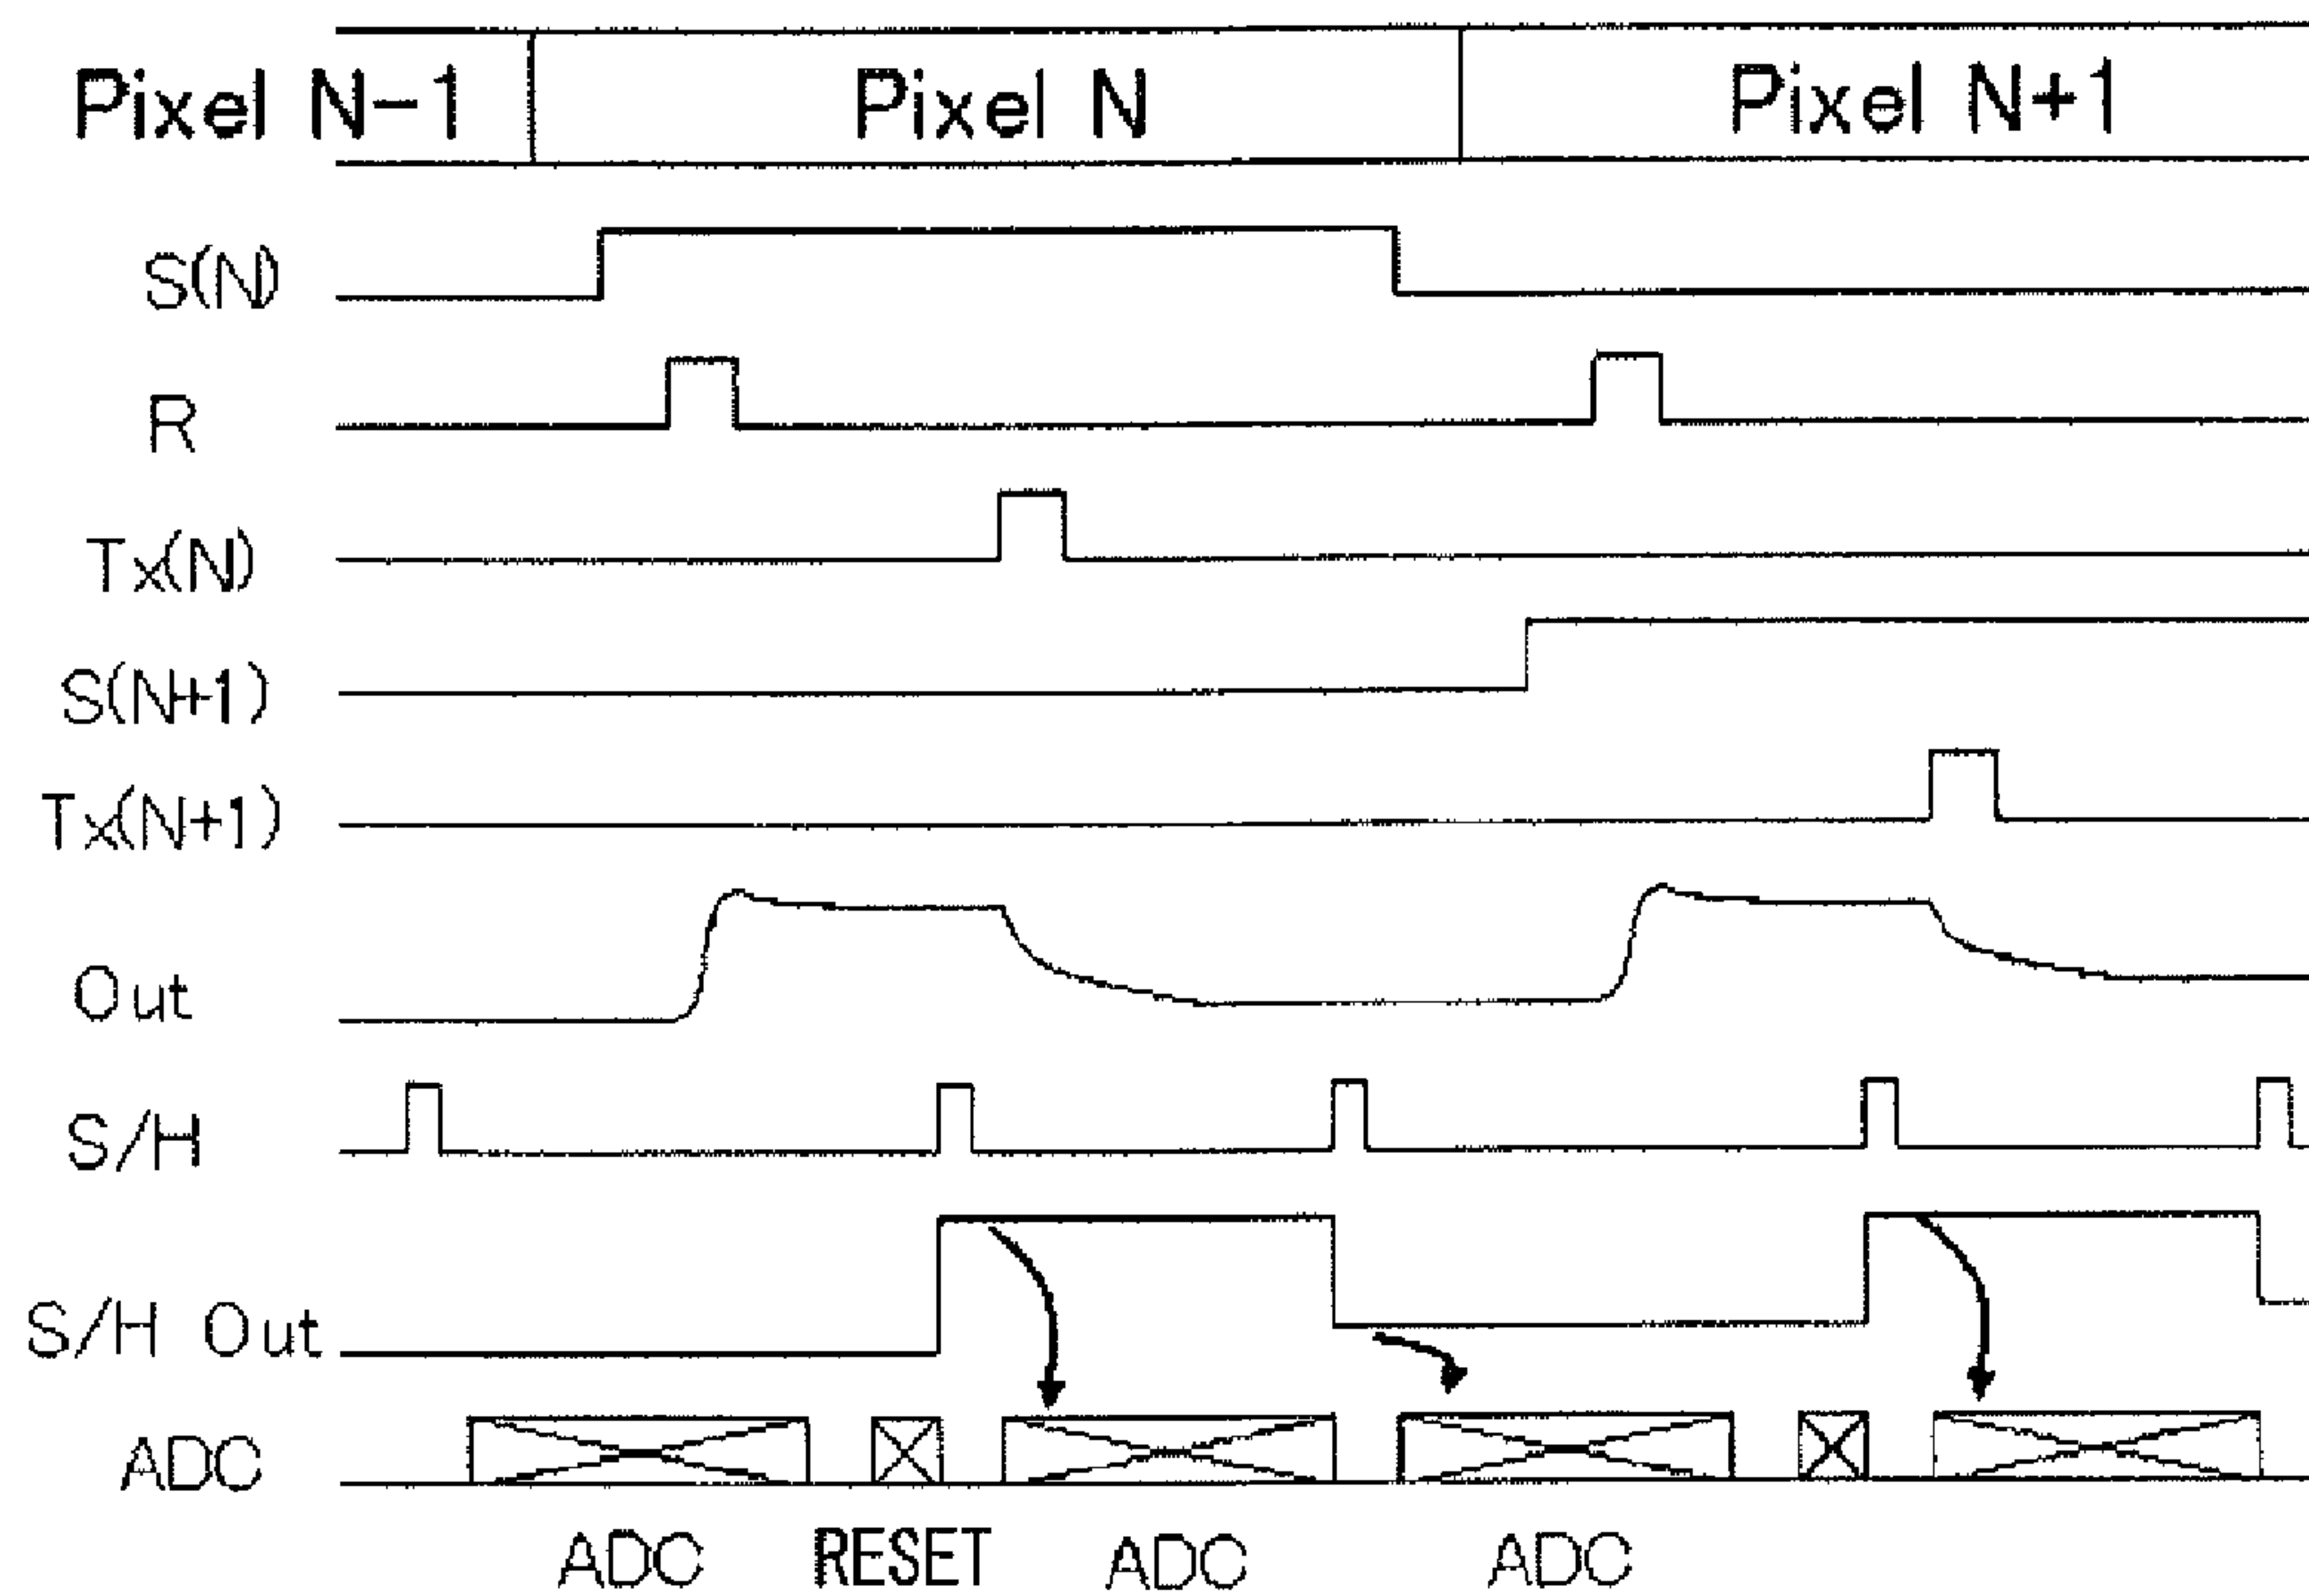 Pixel N-1 Pixel N Pixel N+1
S(N)
R
Tx(N)
S(N+1)
Tx(N+1)
Out
S/H
S/H Out
ADC
ADC RESET ADC ADC